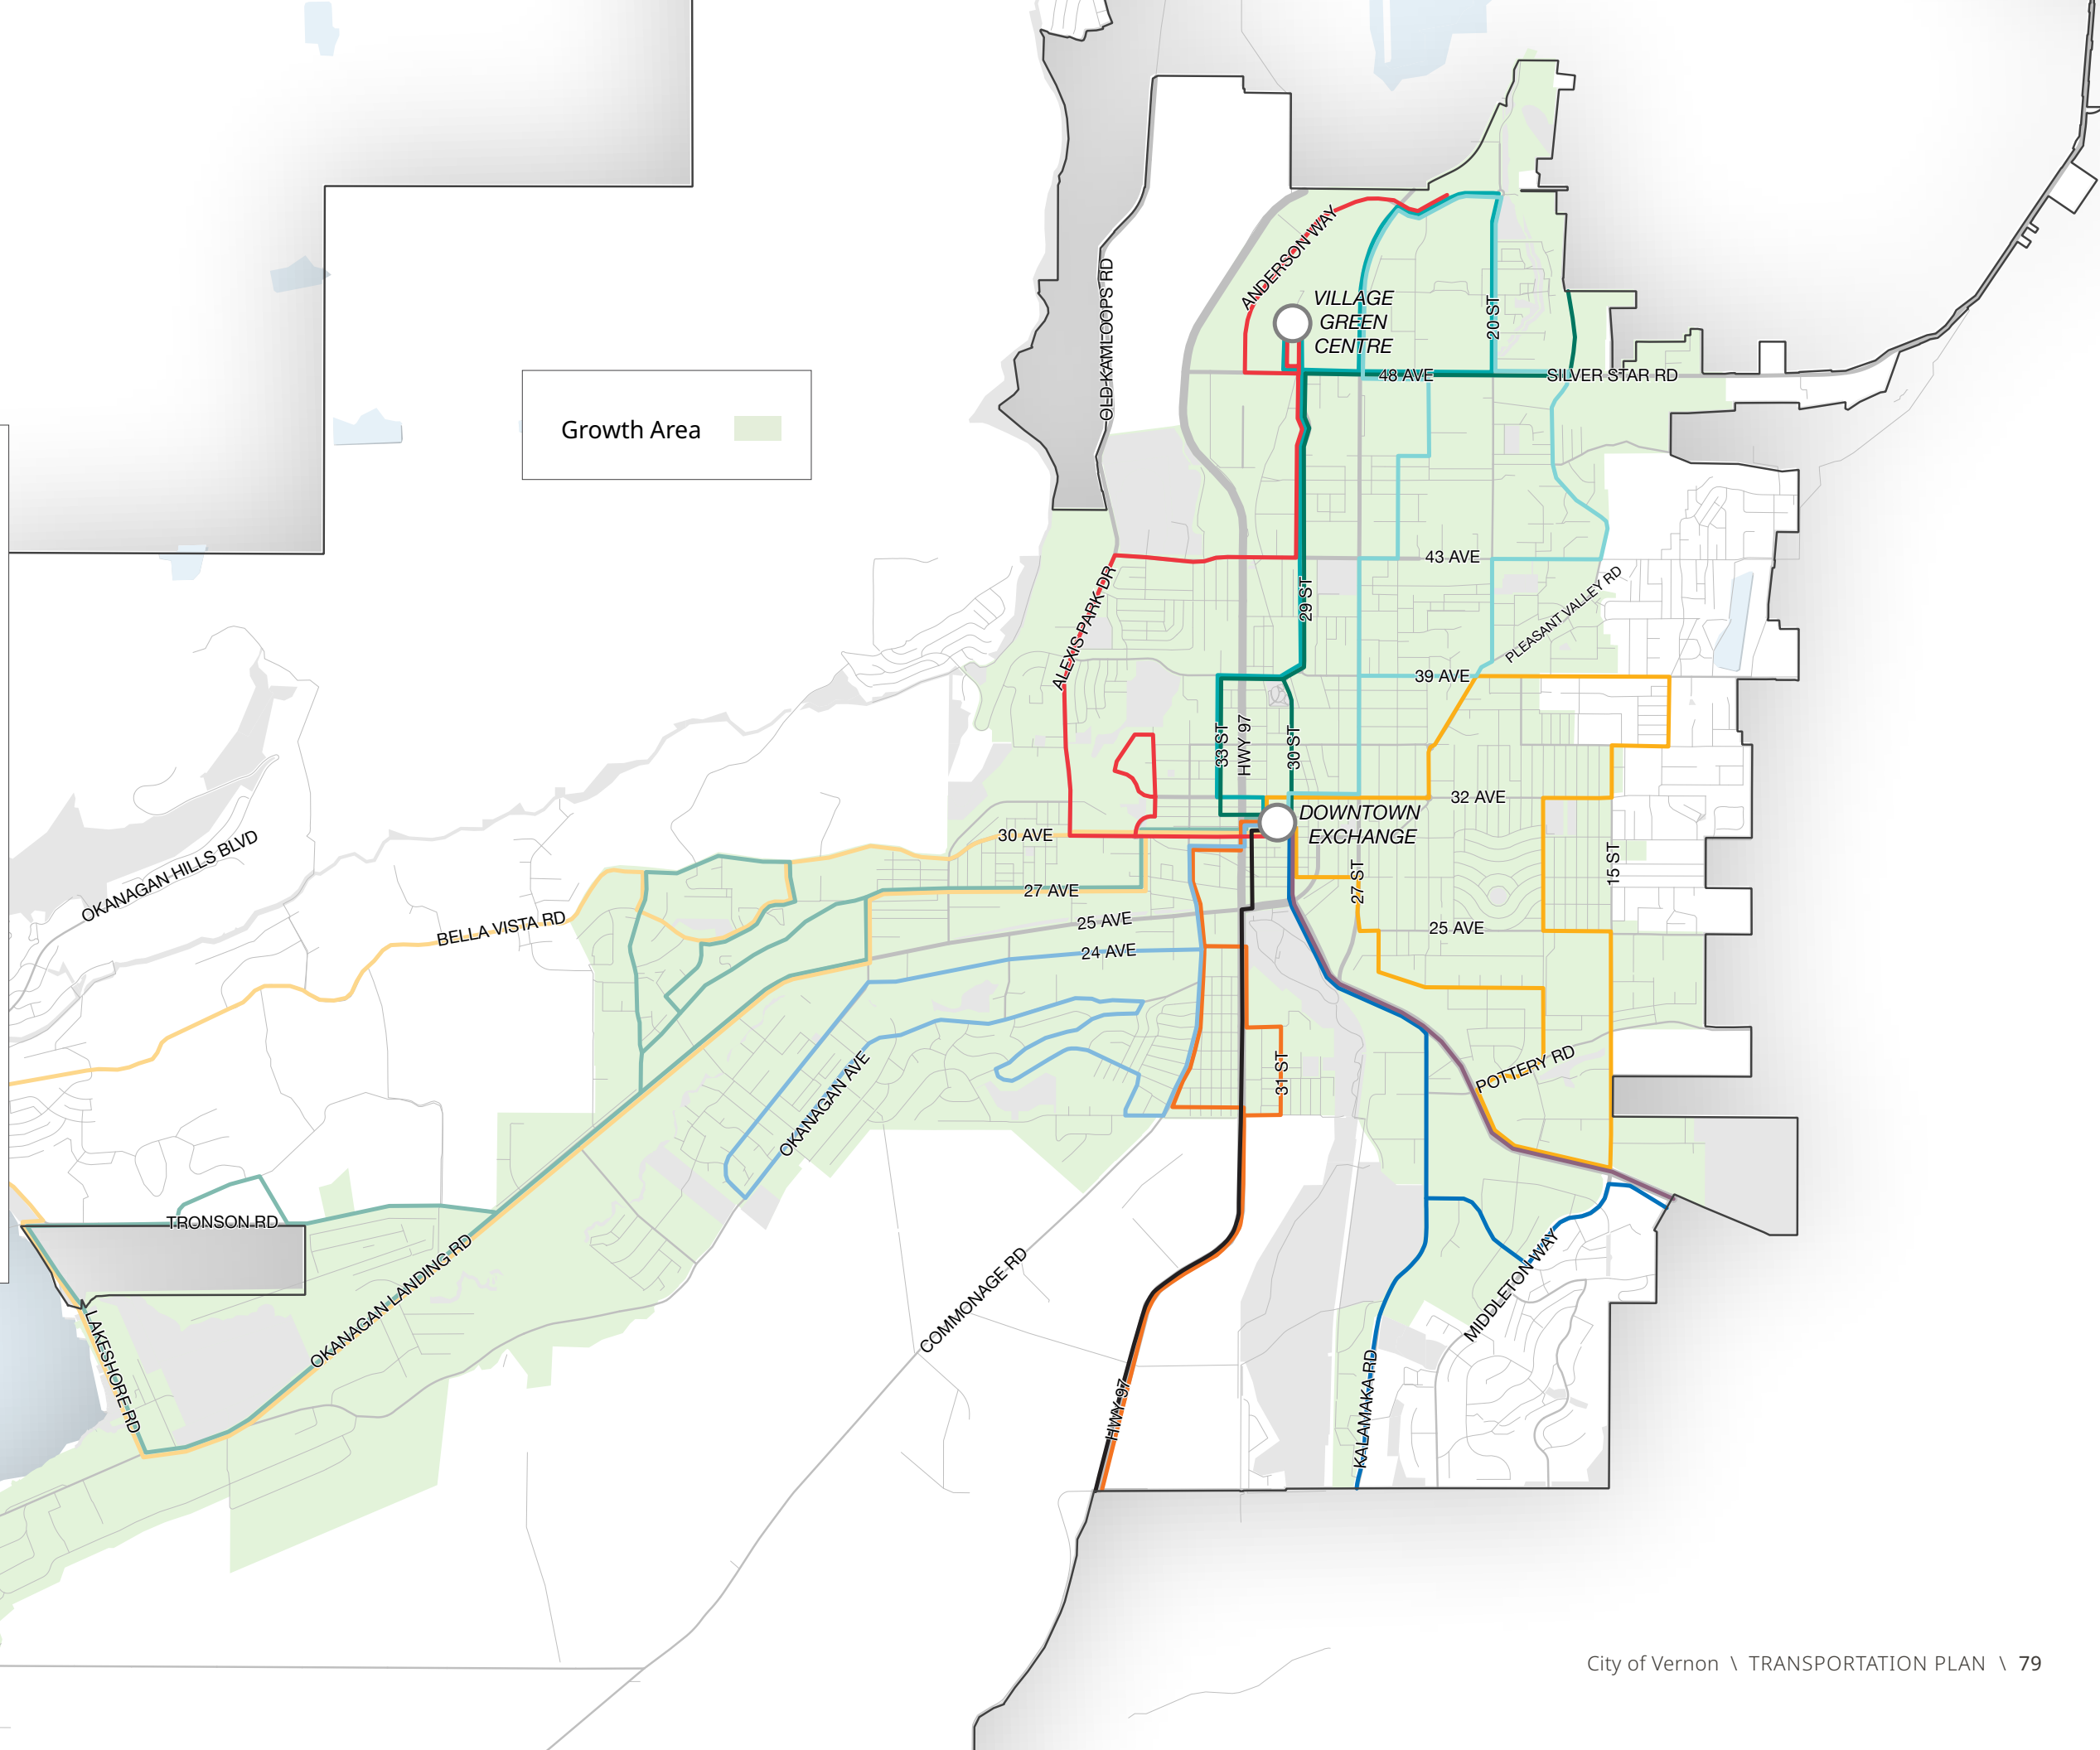 ANDERSON WAY
VILLAGE
GREEN
CENTRE
20 ST
OLD KAMLOOPS RD
48 AVE
SILVER STAR RD
Growth Area
43 AVE
29 ST
ALEXIS PARK DR
PLEASANT VALLEY RD
39 AVE
33 ST
HWY 97
30 ST
32 AVE
DOWNTOWN
EXCHANGE
30 AVE
27 ST
15 ST
OKANAGAN HILLS BLVD
27 AVE
BELLA VISTA RD
25 AVE
25 AVE
24 AVE
OKANAGAN AVE
31 ST
POTTERY RD
TRONSON RD
OKANAGAN LANDING RD
LAKESHORE RD
COMMONAGE RD
MIDDLETON WAY
HWY 97
KALAMAKA RD
City of Vernon \ TRANSPORTATION PLAN \ 79